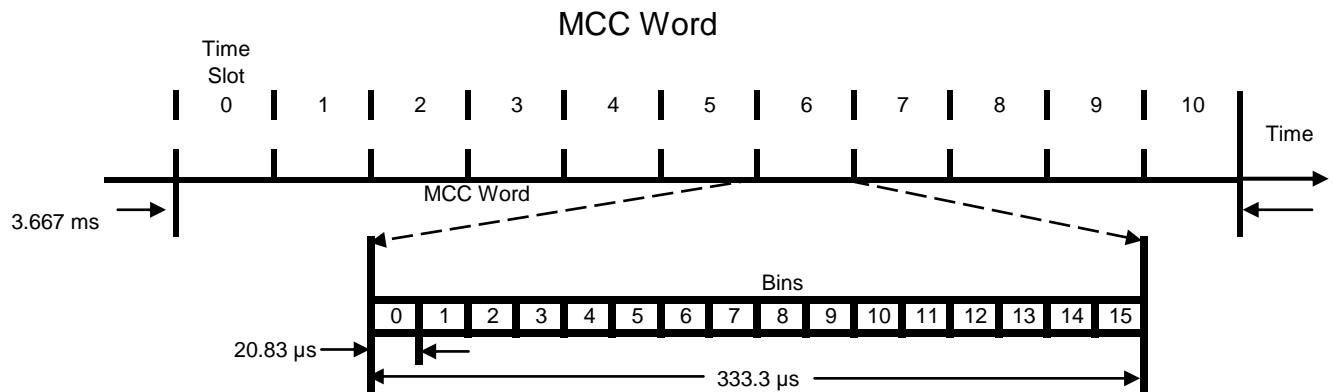 MCC Word
Time
Slot
0 1 2 3 4 5 6 7 8 9 10
Time
MCC Word
3.667 ms
Bins
0 1 2 3 4 5 6 7 8 9 10 11 12 13 14 15
20.83 µs
333.3 µs